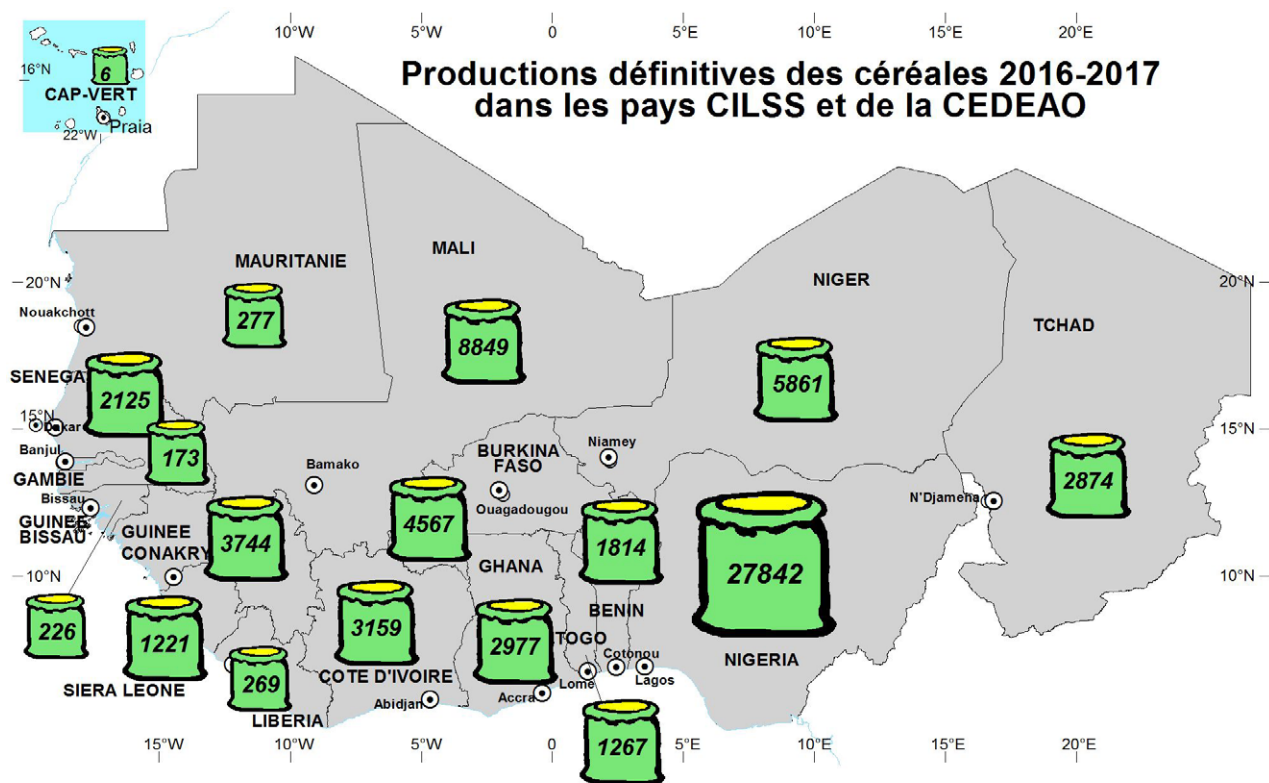 10°W
5°W
0
5°E
10°E
15°E
20°E
6
16°N
CAP-VERT
Praia
22°W
Productions définitives des céréales 2016-2017
dans les pays CILSS et de la CEDEAO
MALI
MAURITANIE
NIGER
20°N
20°N
277
Nouakchott
TCHAD
8849
SENEGA
2125
5861
15°N
15°N
Dakar
173
Niamey
Banjul
BURKINA
FASO
Bamako
2874
GAMBIE
Bissau
Ouagadougou
N'Djamena
GUINEE
BISSAU
GUINEE
CONAKRY
4567
3744
1814
GHANA
27842
10°N
10°N
BENIN
226
1221
3159
2977
TOGO
Cotonou
NIGERIA
Lomé
Lagos
COTE D'IVOIRE
269
SIERA LEONE
Accra
Abidjan
LIBERIA
1267
15°W
10°W
5°W
0
5°E
10°E
15°E
20°E